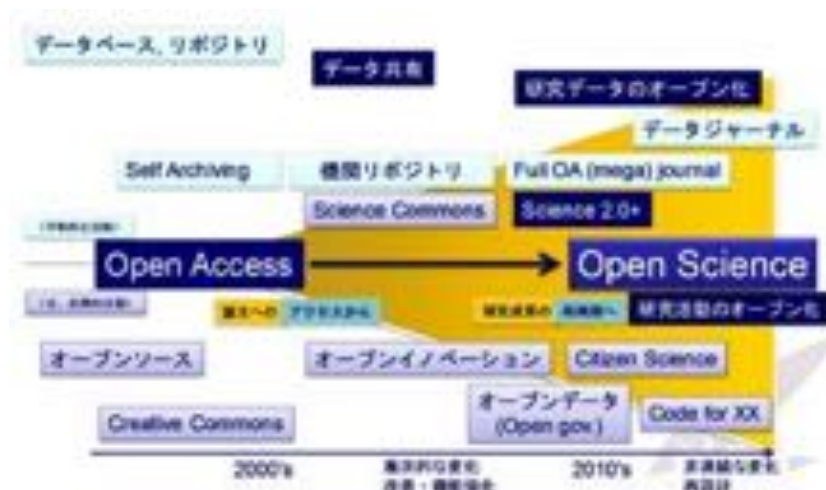 データベース, リポジトリ
データ共有
研究データのオープン化
データジャーナル
Self Archiving
機関リポジトリ
Full OA (mega) journal
Science Commons
Science 2.0+
Open Access
Open Science
論文への
アクセスから
研究成果の
研究活動のオープン化
オープンソース
オープンイノベーション
Citizen Science
Creative Commons
オープンデータ
(Open gov.)
Code for XX
2000's
2010's